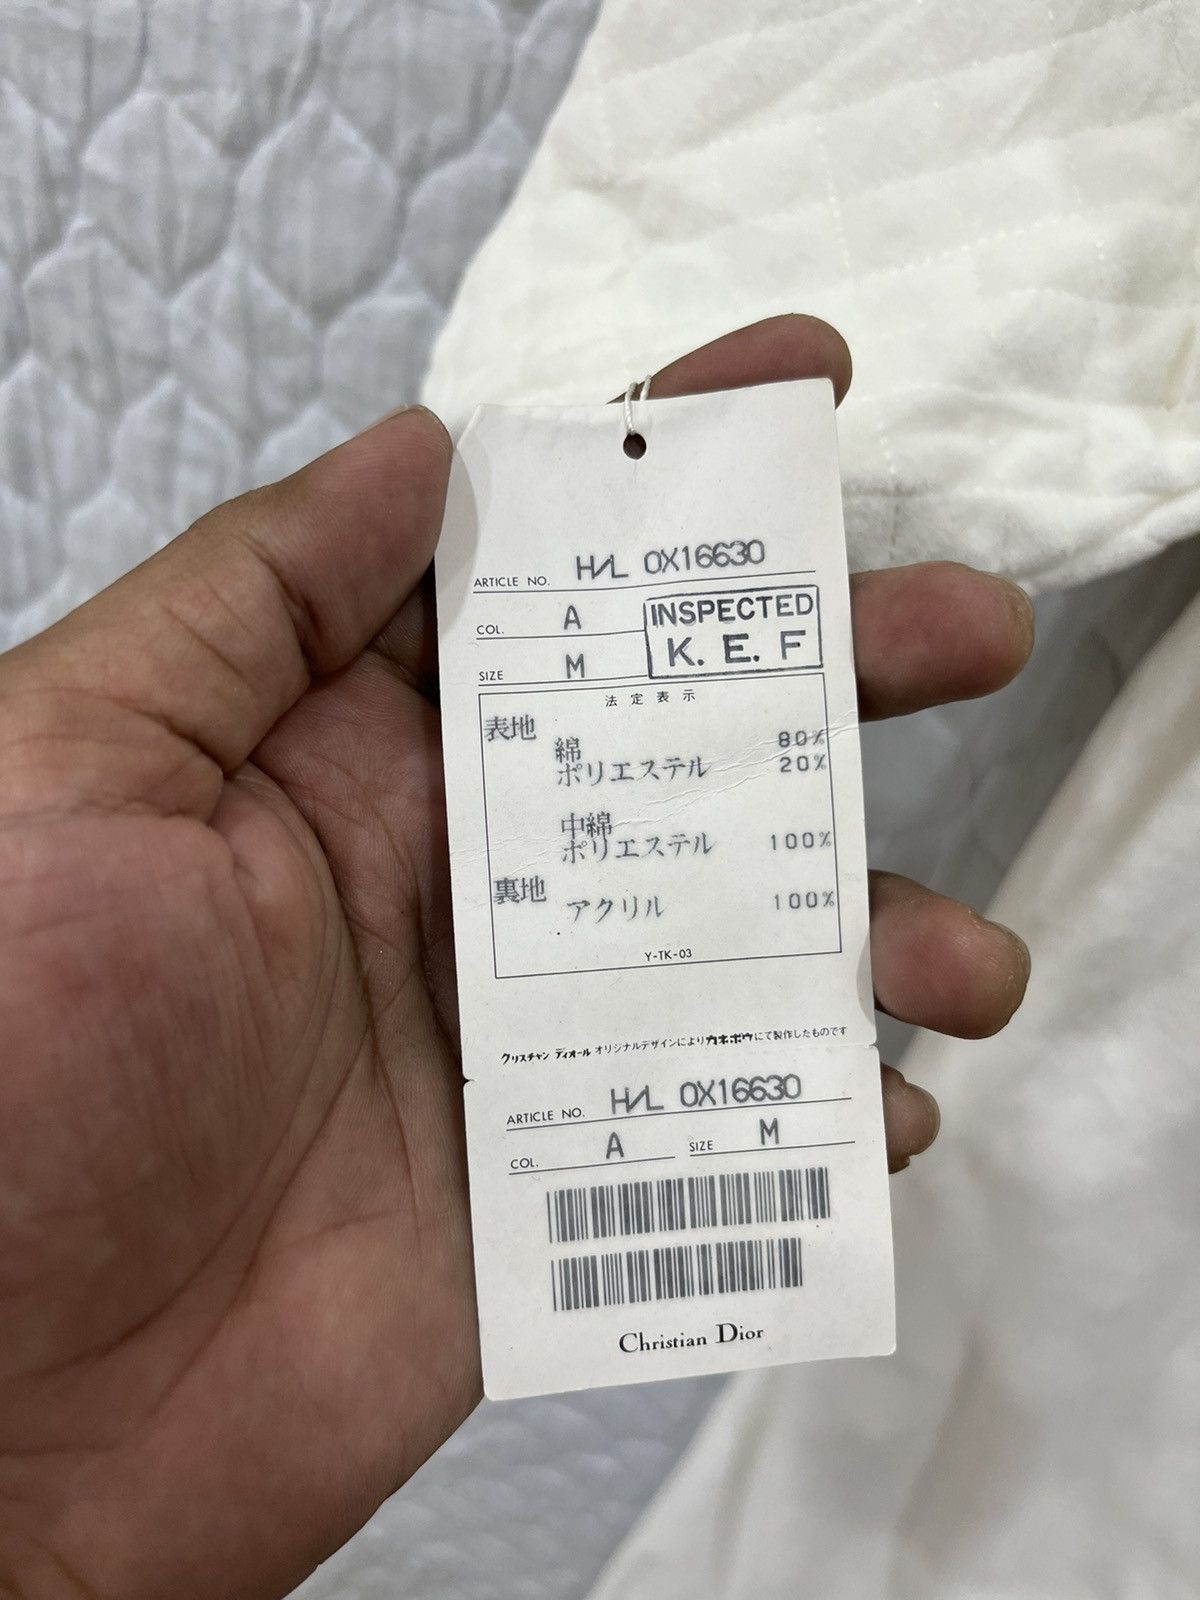 ARTICLE NO. H/L 0X16630
COL. A
INSPECTED
K. E. F
SIZE M
法定表示
表地
綿 80%
ポリエステル 20%
中綿
ポリエステル 100%
裏地
アクリル 100%
Y-TK-03
クリスチャン ディオール オリジナルデザインによりカネボウにて製作したものです
ARTICLE NO. H/L 0X16630
COL. A SIZE M
Christian Dior